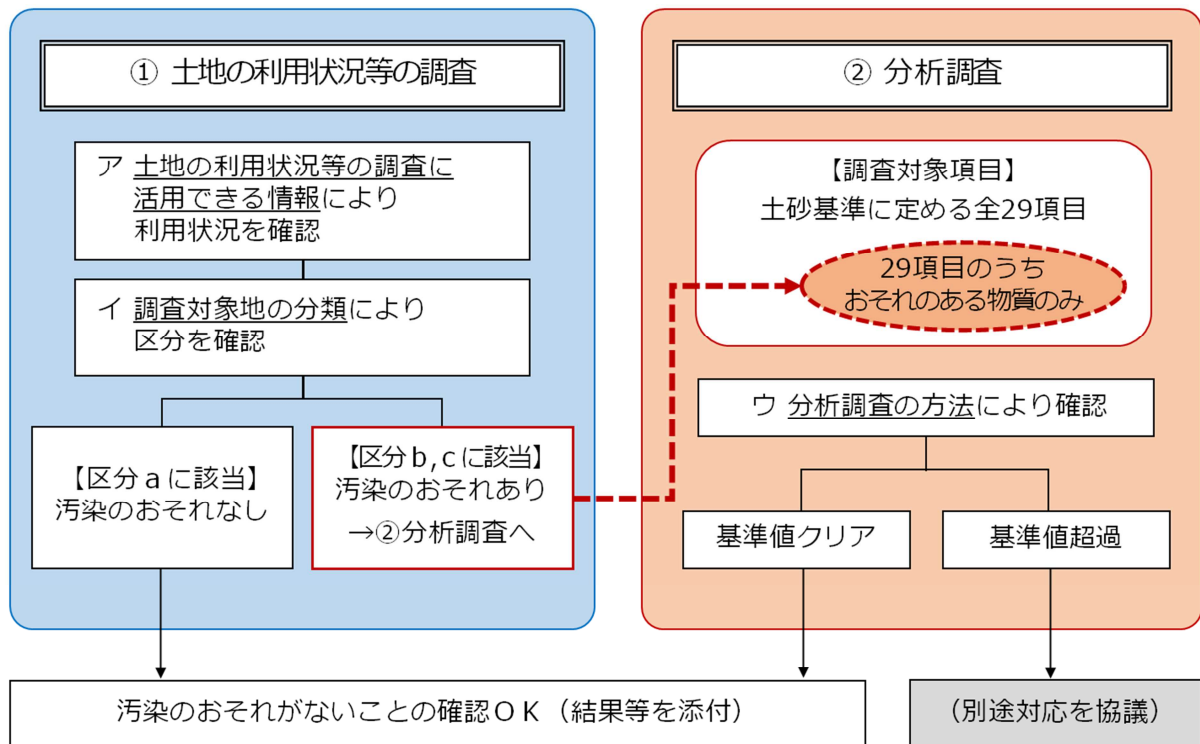 ① 土地の利用状況等の調査
ア 土地の利用状況等の調査に
活用できる情報により
利用状況を確認
イ 調査対象地の分類により
区分を確認
【区分aに該当】
汚染のおそれなし
【区分b,cに該当】
汚染のおそれあり
→②分析調査へ
② 分析調査
【調査対象項目】
土砂基準に定める全29項目
29項目のうち
おそれのある物質のみ
ウ 分析調査の方法により確認
基準値クリア
基準値超過
汚染のおそれがないことの確認ＯＫ（結果等を添付）
（別途対応を協議）